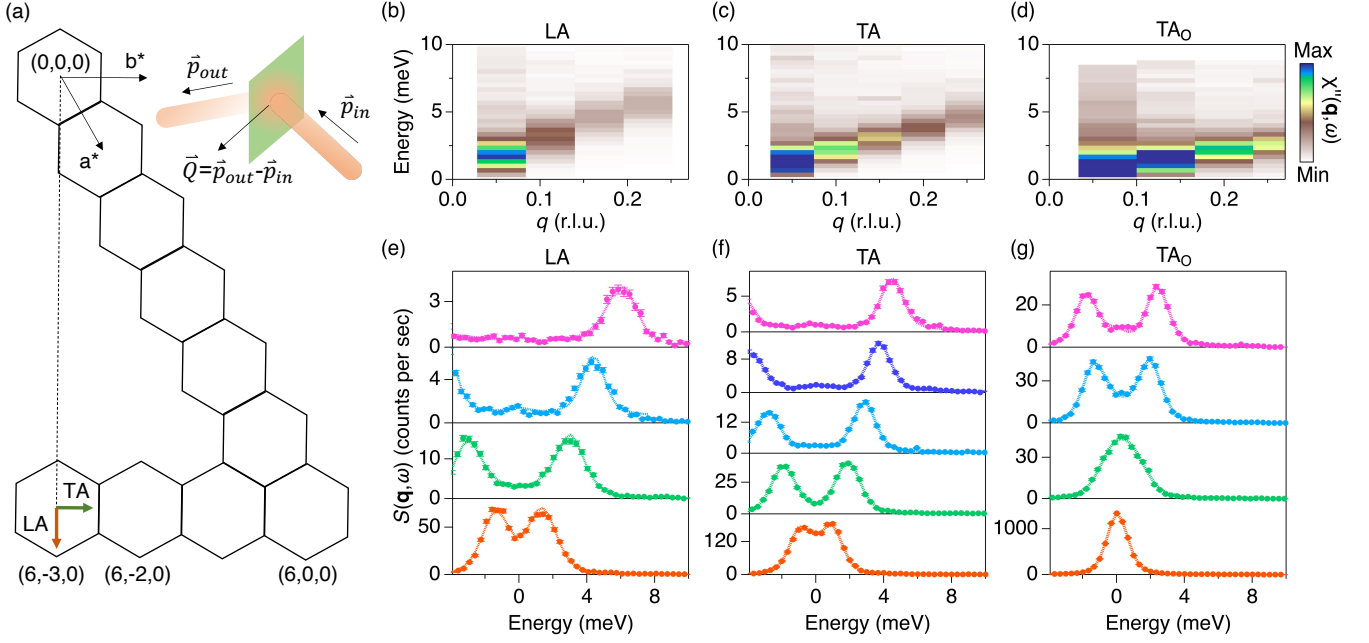 (a)
(0,0,0)
b*
a*
p⃗out
p⃗in
Q⃗=p⃗out-p⃗in
TA
LA
(6,-3,0)
(6,-2,0)
(6,0,0)
(b)
LA
Energy (meV)
10
5
0
0.0
0.1
0.2
q (r.l.u.)
(c)
TA
10
5
0
0.0
0.1
0.2
q (r.l.u.)
(d)
TAO
10
5
0
0.0
0.1
0.2
q (r.l.u.)
Max
χ"(q,ω)
Min
(e)
LA
S(q,ω) (counts per sec)
3
0
4
0
10
0
50
0
0
4
8
Energy (meV)
(f)
TA
5
0
8
0
12
0
25
0
120
0
0
4
8
Energy (meV)
(g)
TAO
20
0
30
0
30
0
1000
0
0
4
8
Energy (meV)